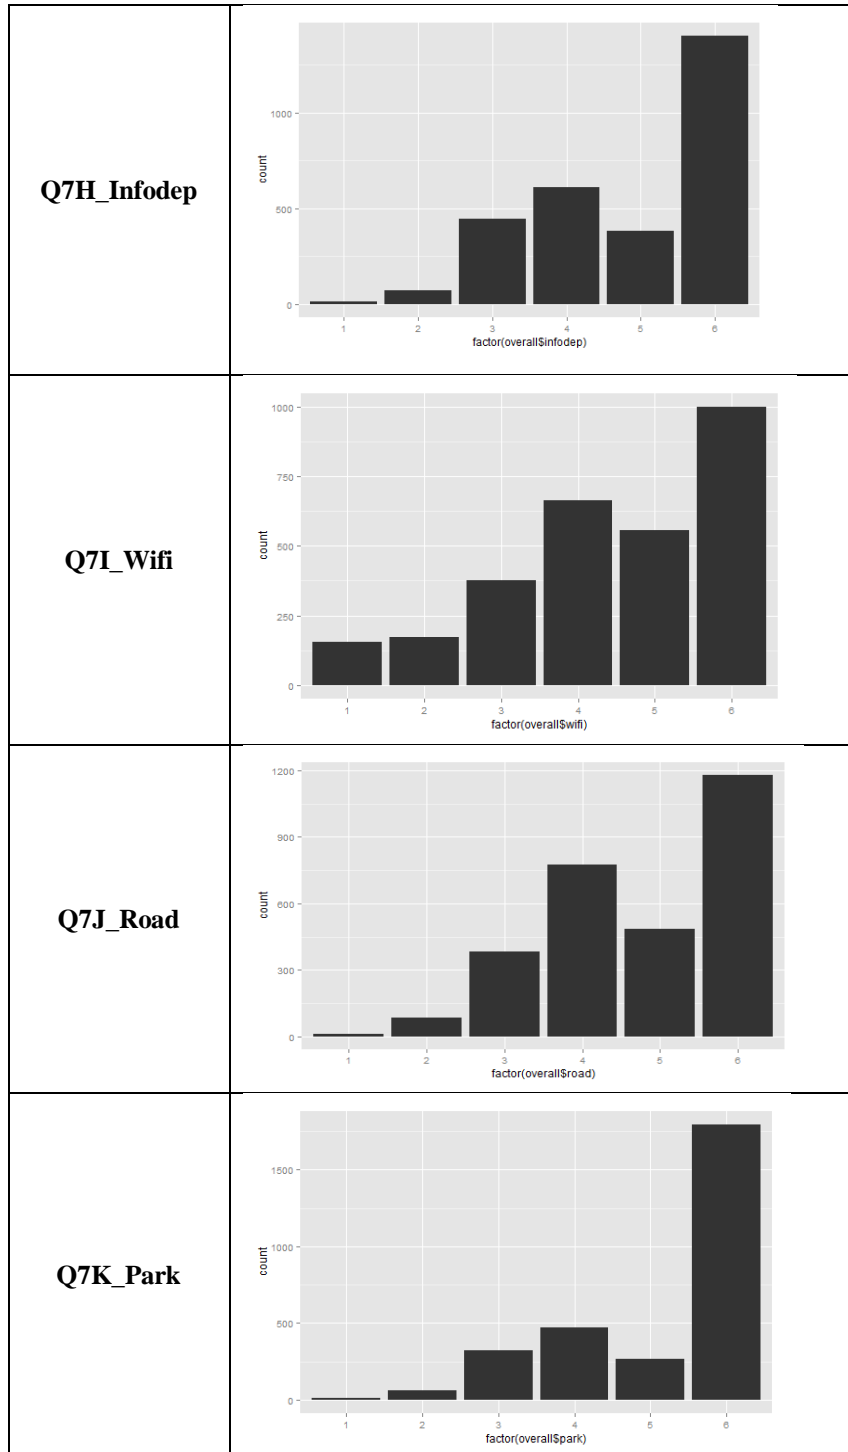 Q7H_Infodep
count
1000
500
0
1 2 3 4 5 6
factor(overall$infodep)
Q7I_Wifi
count
1000
750
500
250
0
1 2 3 4 5 6
factor(overall$wifi)
Q7J_Road
count
1200
900
600
300
0
1 2 3 4 5 6
factor(overall$road)
Q7K_Park
count
1500
1000
500
0
1 2 3 4 5 6
factor(overall$park)